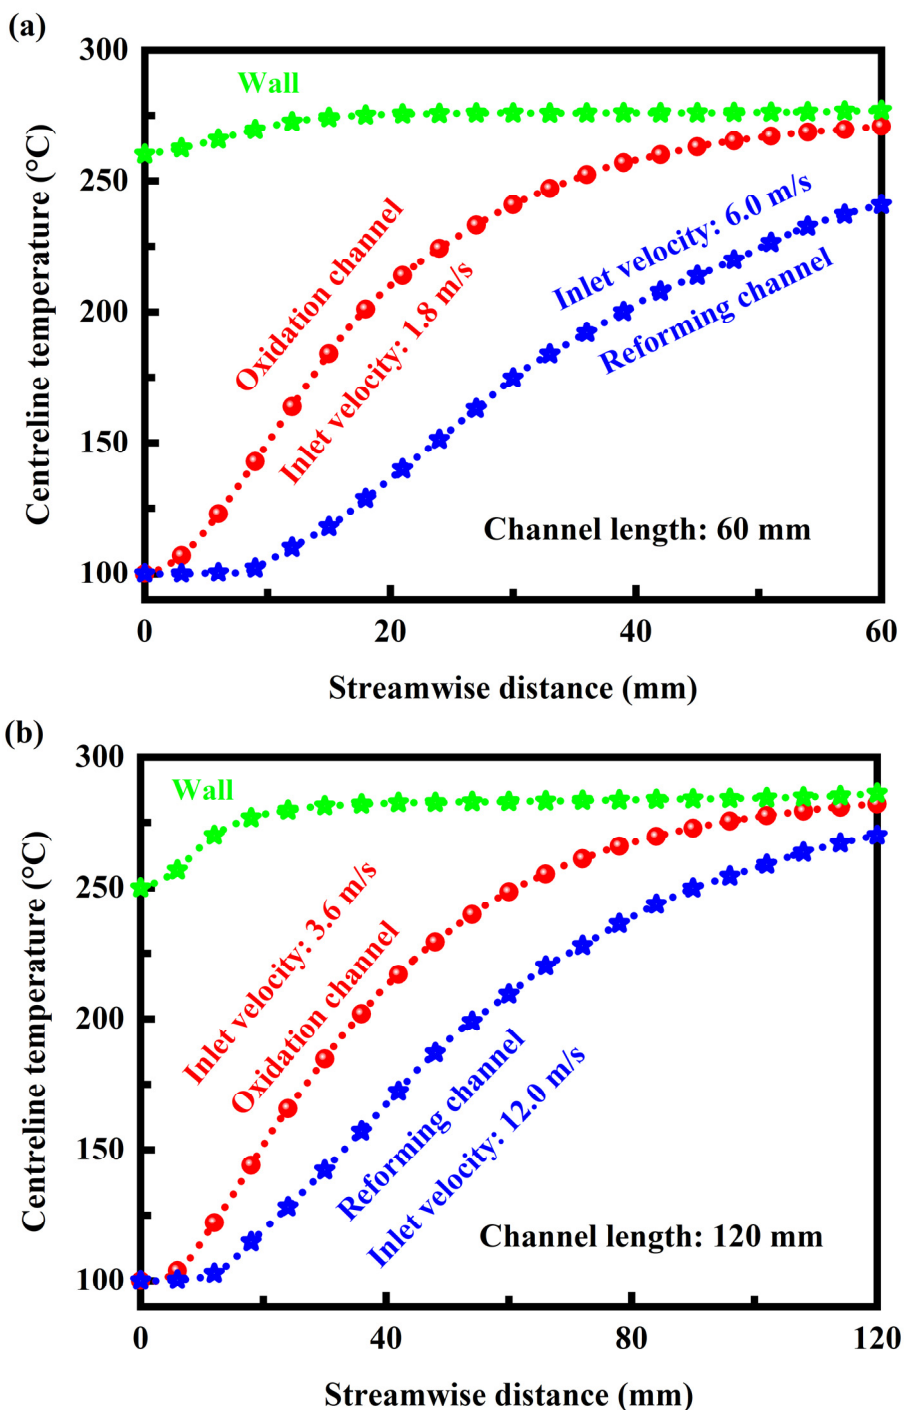 (a)
300
250
200
150
100
Centreline temperature (°C)
Wall
Oxidation channel
Inlet velocity: 1.8 m/s
Inlet velocity: 6.0 m/s
Reforming channel
Channel length: 60 mm
0
20
40
60
Streamwise distance (mm)
(b)
300
250
200
150
100
Centreline temperature (°C)
Wall
Inlet velocity: 3.6 m/s
Oxidation channel
Reforming channel
Inlet velocity: 12.0 m/s
Channel length: 120 mm
0
40
80
120
Streamwise distance (mm)